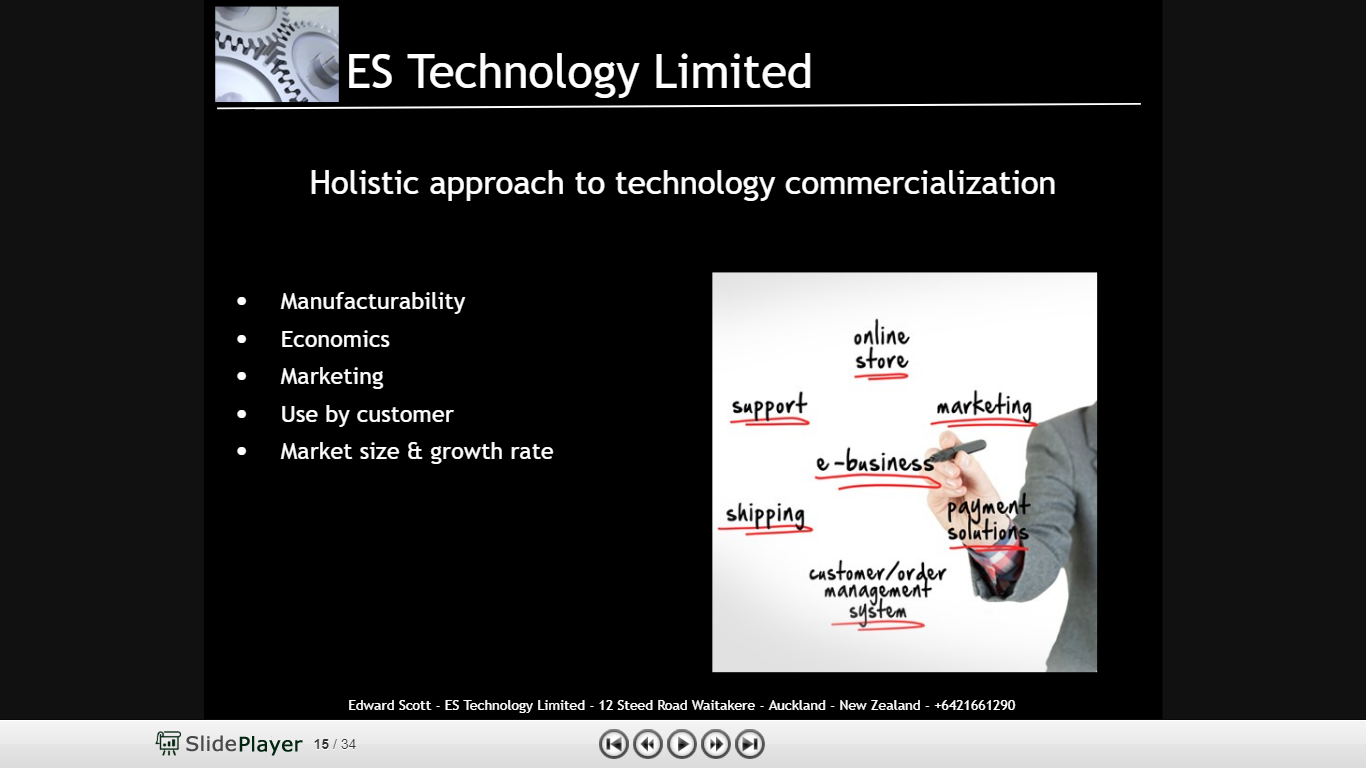 ES Technology Limited
Holistic approach to technology commercialization
• Manufacturability
• Economics
• Marketing
• Use by customer
• Market size & growth rate
online
store
support
marketing
e-business
shipping
payment
solutions
customer/order
management
system
Edward Scott - ES Technology Limited - 12 Steed Road Waitakere - Auckland - New Zealand - +6421661290
SlidePlayer 15 / 34